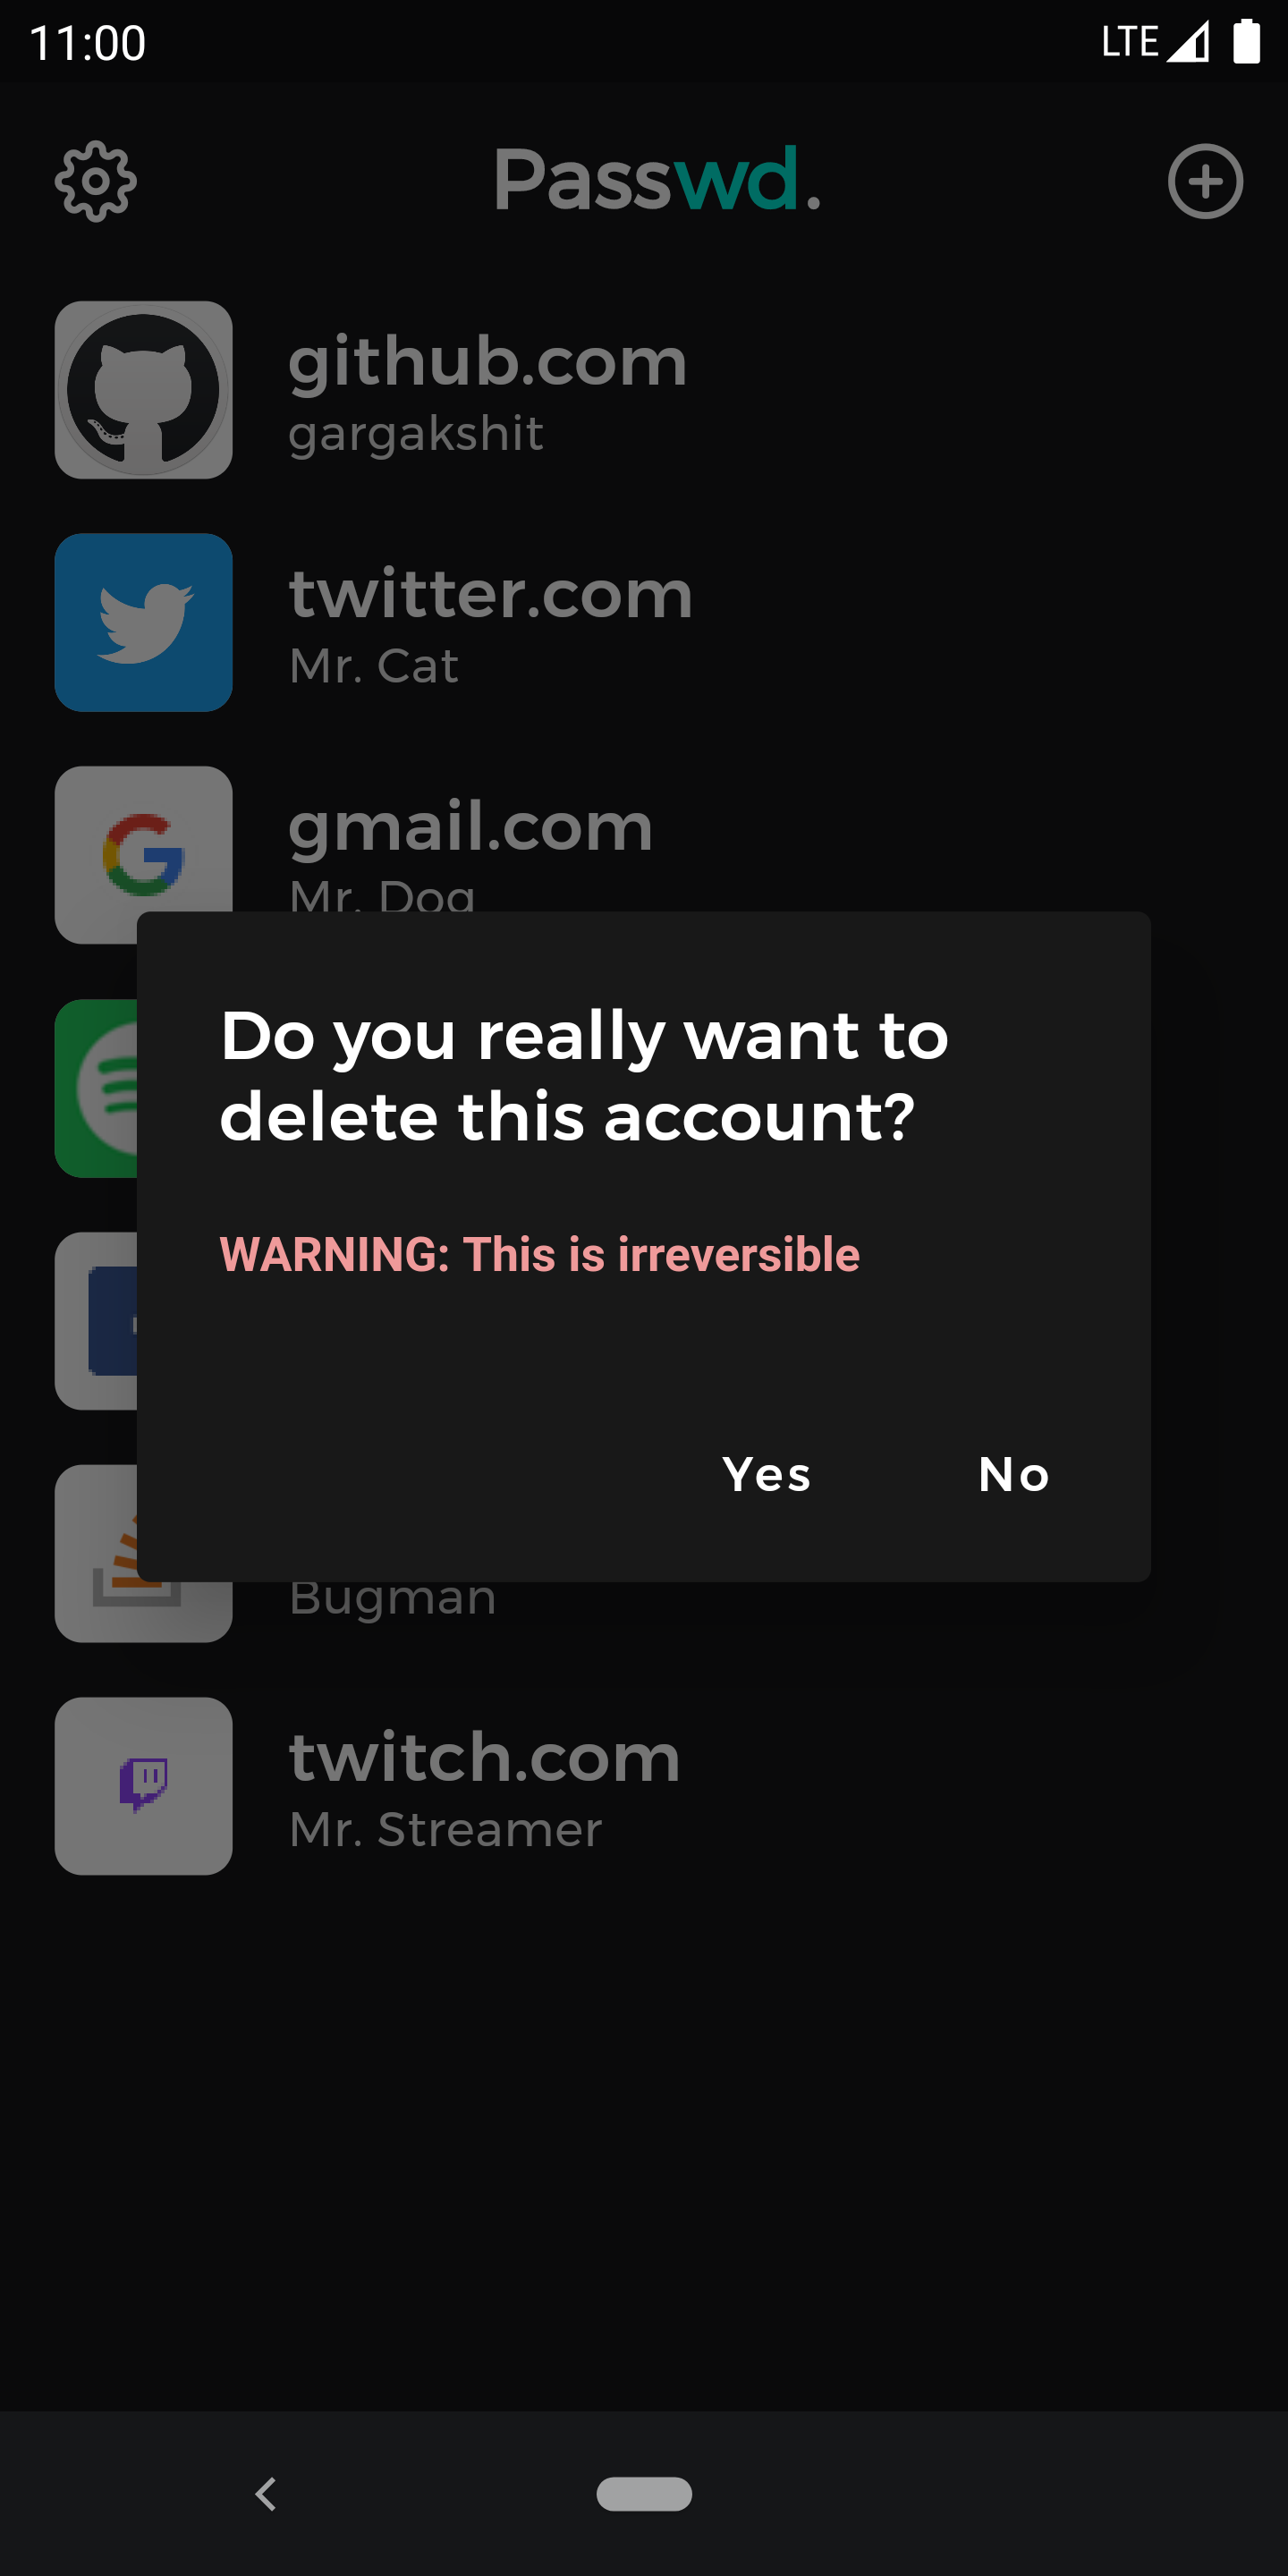 11:00
LTE
Passwd.
github.com
gargakshit
twitter.com
Mr. Cat
gmail.com
Mr. Dog
Do you really want to
delete this account?
WARNING: This is irreversible
Yes No
Bugman
twitch.com
Mr. Streamer